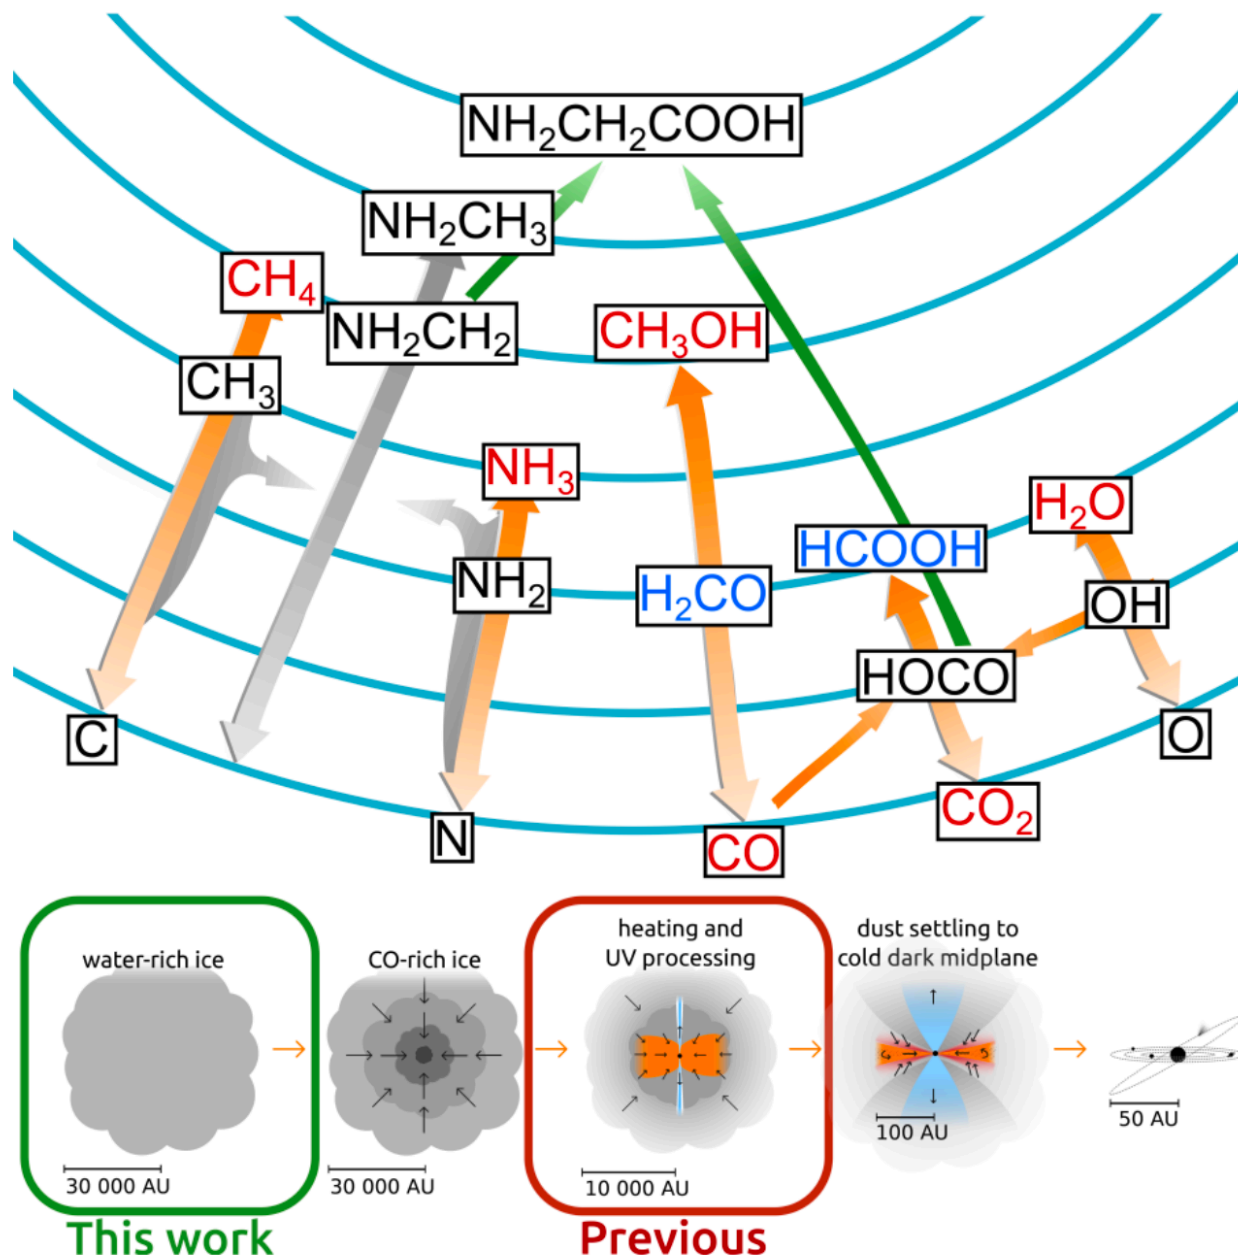 NH₂CH₂COOH
NH₂CH₃
CH₄
NH₂CH₂
CH₃OH
CH₃
NH₃
H₂O
HCOOH
NH₂
H₂CO
OH
HOCO
C
O
N
CO₂
CO
water-rich ice
CO-rich ice
heating and
UV processing
dust settling to
cold dark midplane
30 000 AU
30 000 AU
10 000 AU
100 AU
50 AU
This work
Previous